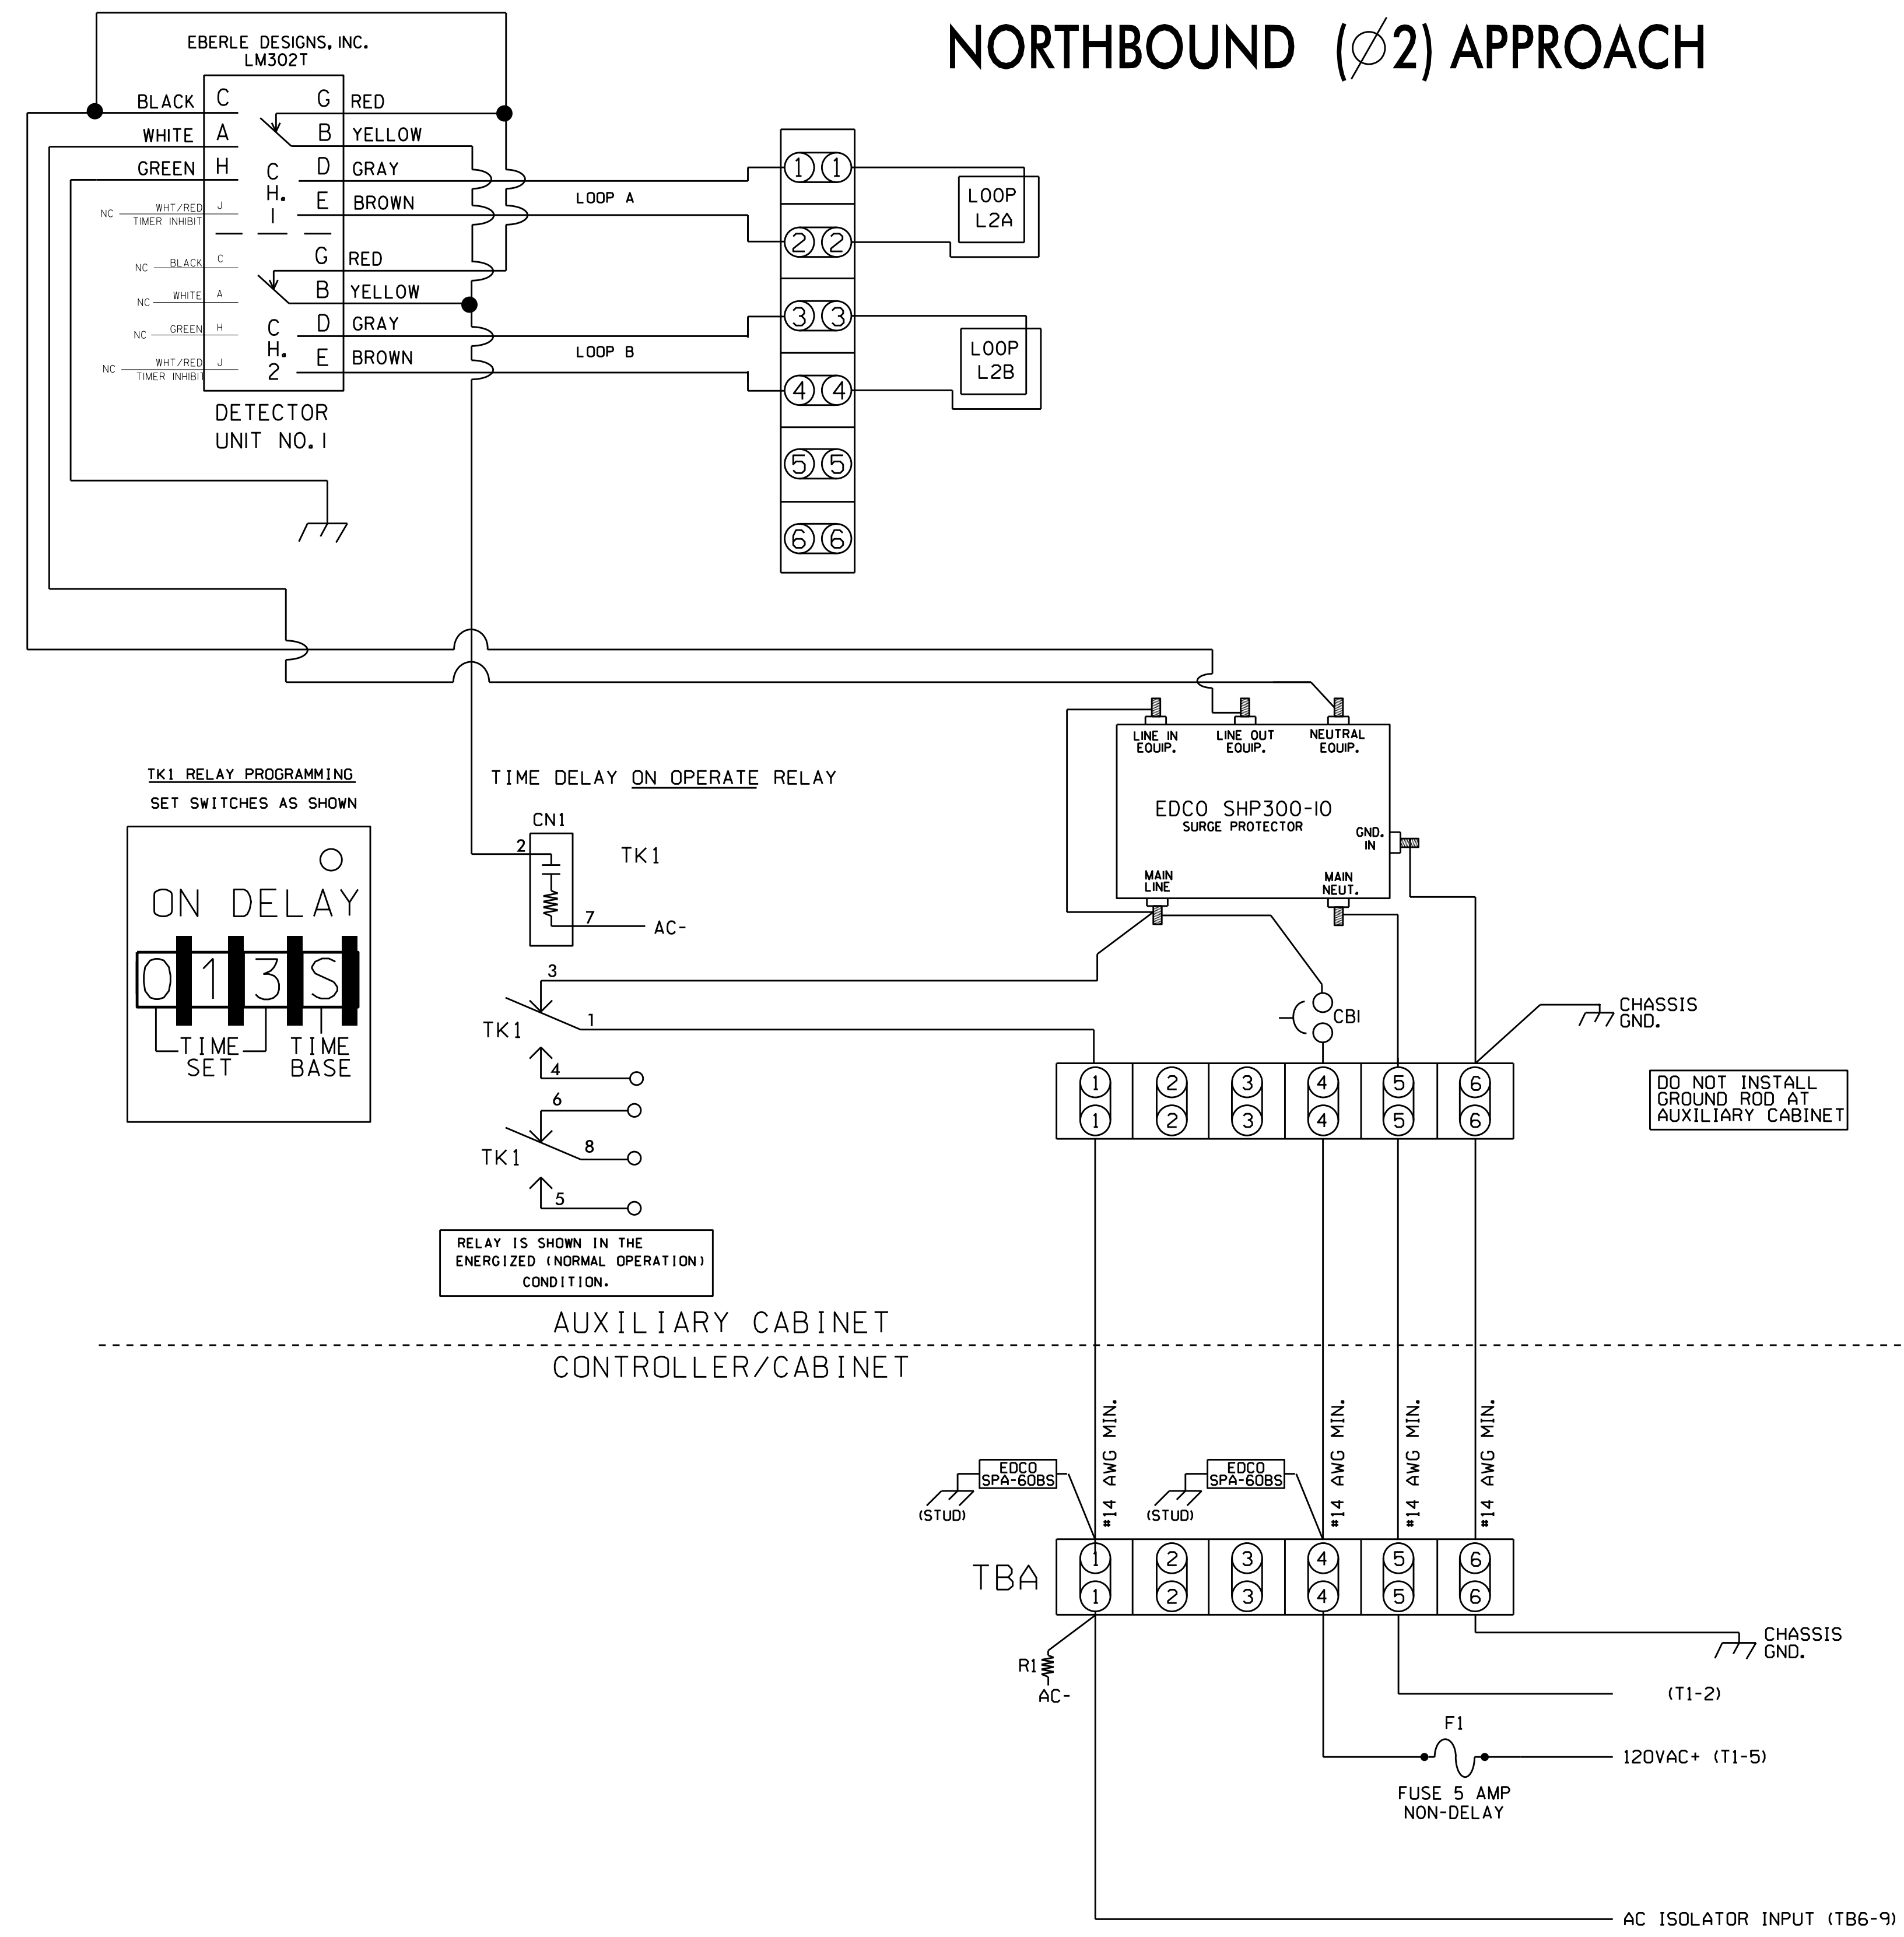 NORTHBOUND (Ø2) APPROACH
EBERLE DESIGNS, INC.
LM302T
BLACK C G RED
WHITE A B YELLOW
GREEN H D GRAY
NC WHT/RED J E BROWN
TIMER INHIBIT
CH. 1
LOOP A
NC BLACK C G RED
NC WHITE A B YELLOW
NC GREEN H D GRAY
NC WHT/RED J E BROWN
TIMER INHIBIT
CH. 2
LOOP B
DETECTOR
UNIT NO. 1
1 1
2 2
3 3
4 4
5 5
6 6
LOOP
L2A
LOOP
L2B
LINE IN
EQUIP.
LINE OUT
EQUIP.
NEUTRAL
EQUIP.
EDCO SHP300-10
SURGE PROTECTOR
GND.
IN
MAIN
LINE
MAIN
NEUT.
TK1 RELAY PROGRAMMING
SET SWITCHES AS SHOWN
ON DELAY
0 1 3 S
TIME
SET
TIME
BASE
TIME DELAY ON OPERATE RELAY
CN1
2
TK1
7
AC-
3
TK1
1
4
6
TK1
8
5
RELAY IS SHOWN IN THE
ENERGIZED (NORMAL OPERATION)
CONDITION.
CB1
CHASSIS
GND.
1 2 3 4 5 6
1 2 3 4 5 6
DO NOT INSTALL
GROUND ROD AT
AUXILIARY CABINET
AUXILIARY CABINET
CONTROLLER/CABINET
#14 AWG MIN.
#14 AWG MIN.
#14 AWG MIN.
#14 AWG MIN.
EDCO
SPA-60BS
(STUD)
EDCO
SPA-60BS
(STUD)
TBA
1 2 3 4 5 6
1 2 3 4 5 6
R1
AC-
CHASSIS
GND.
(T1-2)
F1
120VAC+ (T1-5)
FUSE 5 AMP
NON-DELAY
AC ISOLATOR INPUT (TB6-9)